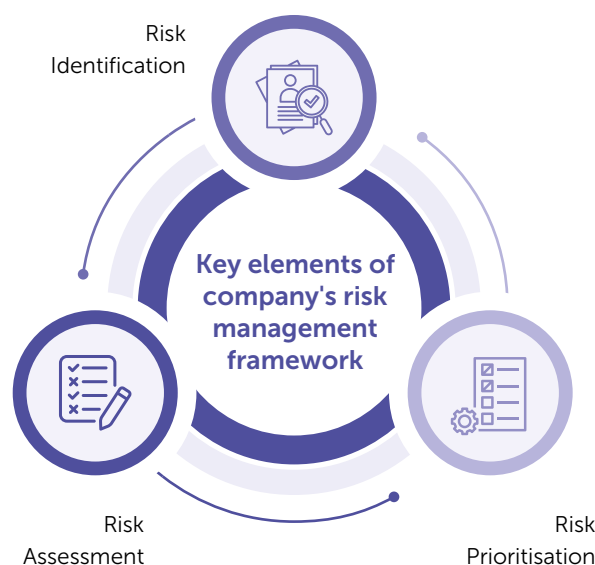 Risk
Identification
Key elements of
company's risk
management
framework
Risk
Assessment
Risk
Prioritisation